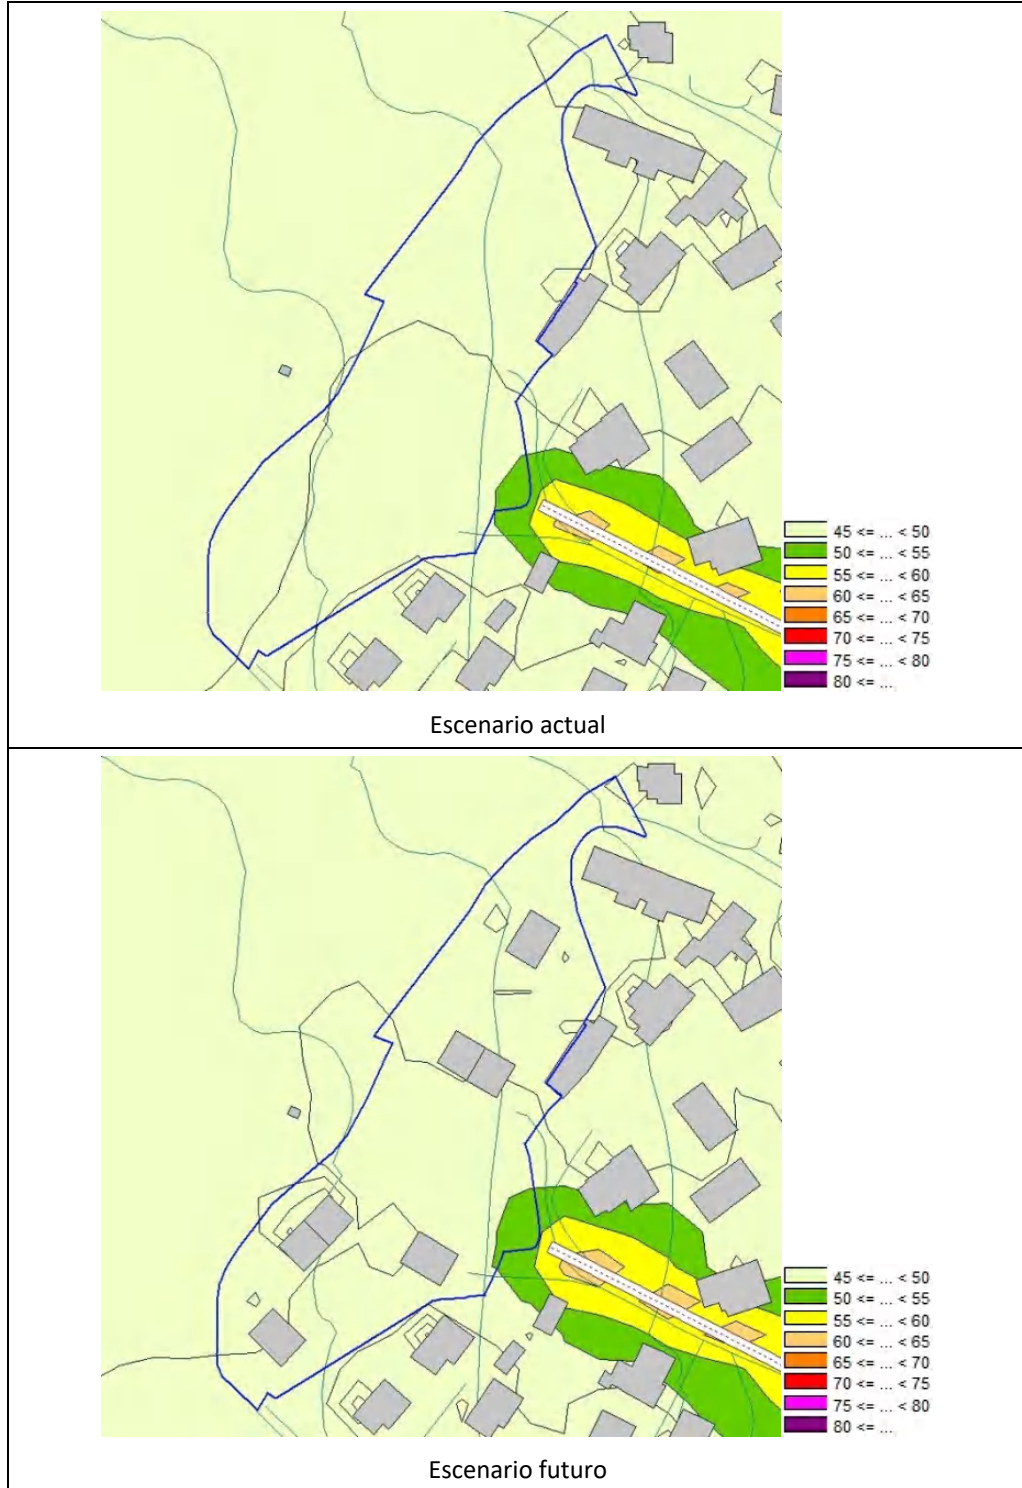 45 <= ... < 50
50 <= ... < 55
55 <= ... < 60
60 <= ... < 65
65 <= ... < 70
70 <= ... < 75
75 <= ... < 80
80 <= ...
Escenario actual
45 <= ... < 50
50 <= ... < 55
55 <= ... < 60
60 <= ... < 65
65 <= ... < 70
70 <= ... < 75
75 <= ... < 80
80 <= ...
Escenario futuro